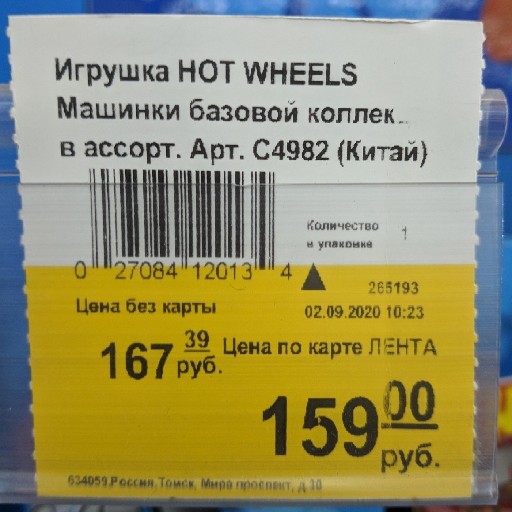 Игрушка HOT WHEELS
Машинки базовой коллек
в ассорт. Арт. C4982 (Китай)
Количество
в упаковке 1
0 27084 12013 4
265193
Цена без карты 02.09.2020 10:23
167 39 руб.
Цена по карте ЛЕНТА
159 00 руб.
634059,Россия,Томск, Мира проспект, д.30